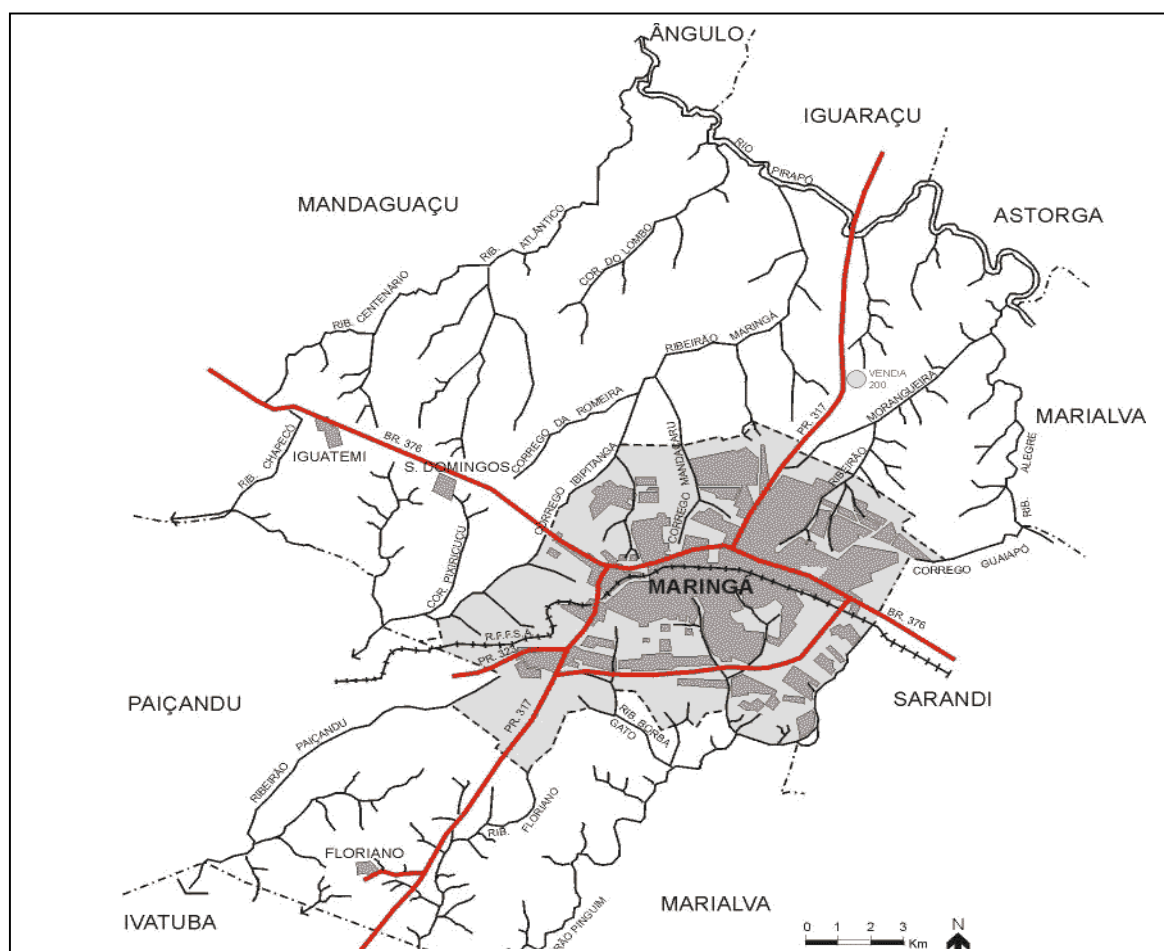 ÂNGULO
IGUARAÇU
RIO
PIRAPÓ
MANDAGUAÇU
ASTORGA
RIB. ATLÂNTICO
COR. DO LOMBO
RIB. CENTENÁRIO
RIBEIRÃO MARINGÁ
VENDA
200
MORANGUEIRA
RIBEIRÃO
MARIALVA
CORREGO DA ROMEIRA
PR. 317
BR. 376
IGUATEMI
RIB. CHAPECÓ
S. DOMINGOS
CORREGO IBIPITANGA
CORREGO MANDACARU
RIB. ALEGRE
COR. PIXIRICUÇU
CORREGO GUAIAPÓ
MARINGÁ
BR. 376
R.F.F.S.A.
PR. 323
PAIÇANDU
SARANDI
PR. 317
RIB. BORBA
GATO
RIBEIRÃO PAIÇANDU
RIB. FLORIANO
FLORIANO
IVATUBA
RÃO PINGUIM
MARIALVA
0 1 2 3
Km
N